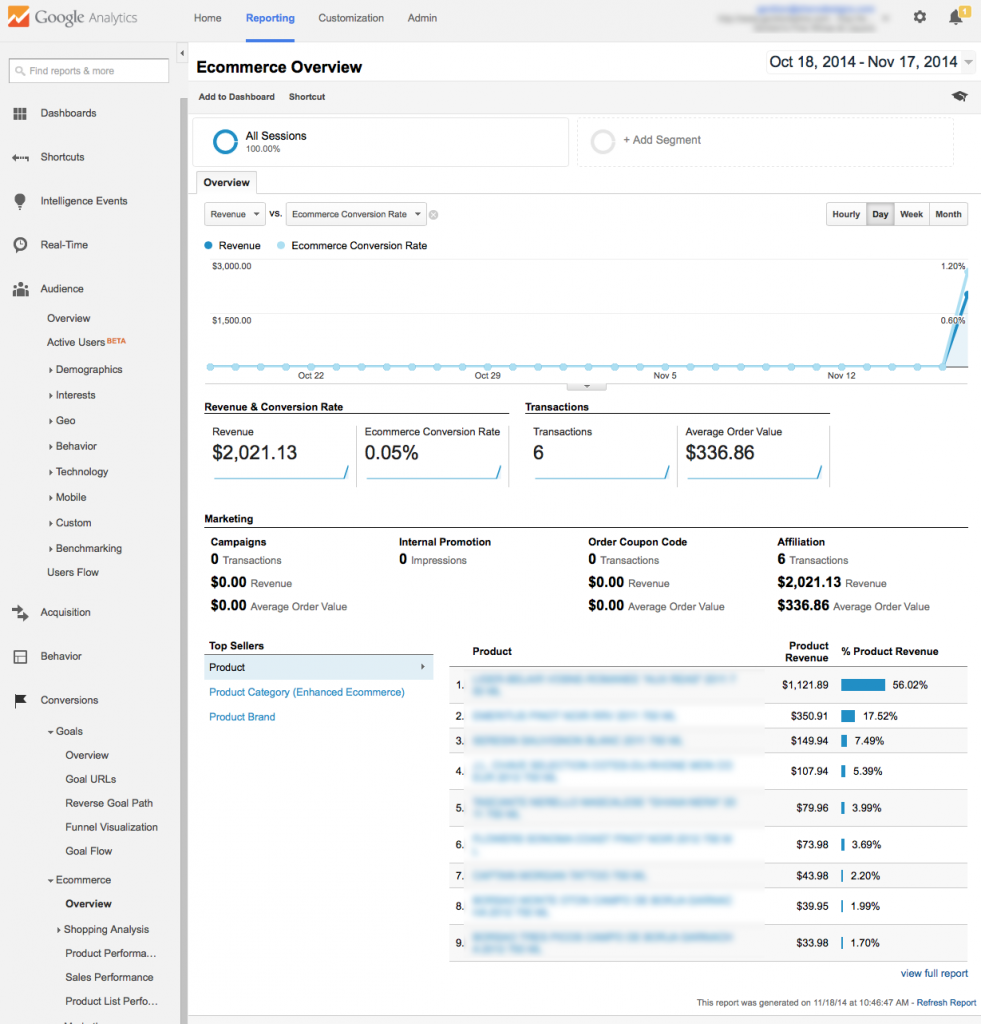 Google Analytics
Home Reporting Customization Admin
1
Find reports & more
Dashboards
Shortcuts
Intelligence Events
Real-Time
Audience
Overview
Active Users BETA
Demographics
Interests
Geo
Behavior
Technology
Mobile
Custom
Benchmarking
Users Flow
Acquisition
Behavior
Conversions
Goals
Overview
Goal URLs
Reverse Goal Path
Funnel Visualization
Goal Flow
Ecommerce
Overview
Shopping Analysis
Product Performa...
Sales Performance
Product List Perfo...
Ecommerce Overview
Oct 18, 2014 - Nov 17, 2014
Add to Dashboard Shortcut
All Sessions
100.00%
+ Add Segment
Overview
Revenue vs. Ecommerce Conversion Rate
Hourly Day Week Month
Revenue Ecommerce Conversion Rate
$3,000.00 1.20%
$1,500.00 0.60%
Oct 22 Oct 29 Nov 5 Nov 12
Revenue & Conversion Rate Transactions
Revenue Ecommerce Conversion Rate Transactions Average Order Value
$2,021.13 0.05% 6 $336.86
Marketing
Campaigns Internal Promotion Order Coupon Code Affiliation
0 Transactions 0 Impressions 0 Transactions 6 Transactions
$0.00 Revenue $0.00 Revenue $2,021.13 Revenue
$0.00 Average Order Value $0.00 Average Order Value $336.86 Average Order Value
Top Sellers
Product
Product Category (Enhanced Ecommerce)
Product Brand
Product Product Revenue % Product Revenue
1. $1,121.89 56.02%
2. $350.91 17.52%
3. $149.94 7.49%
4. $107.94 5.39%
5. $79.96 3.99%
6. $73.98 3.69%
7. $43.98 2.20%
8. $39.95 1.99%
9. $33.98 1.70%
view full report
This report was generated on 11/18/14 at 10:46:47 AM - Refresh Report